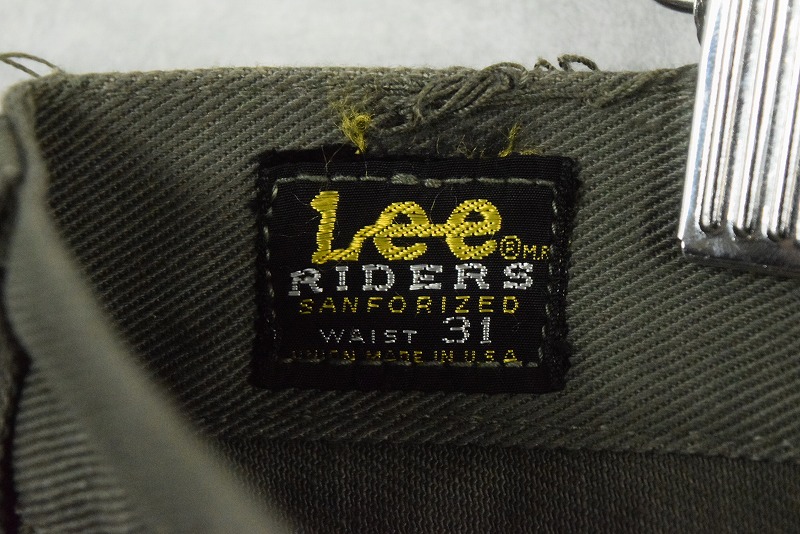 Lee ® M.R.
RIDERS
SANFORIZED
WAIST 31
UNION MADE IN U.S.A.